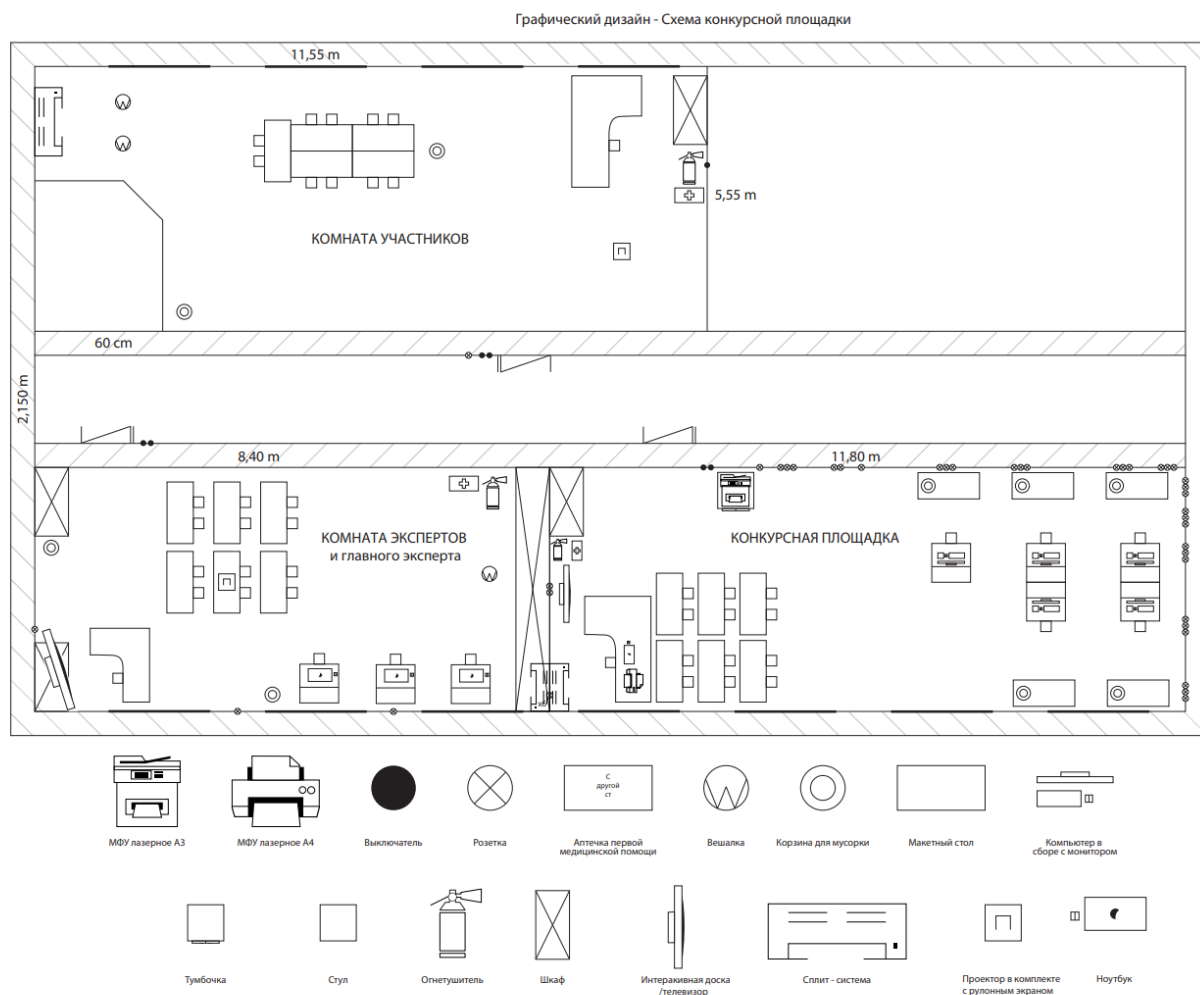 Графический дизайн - Схема конкурсной площадки
11,55 m
5,55 m
КОМНАТА УЧАСТНИКОВ
60 cm
2,150 m
8,40 m
11,80 m
КОМНАТА ЭКСПЕРТОВ
и главного эксперта
КОНКУРСНАЯ ПЛОЩАДКА
С
другой
ст
МФУ лазерное А3
МФУ лазерное А4
Выключатель
Розетка
Аптечка первой
медицинской помощи
Вешалка
Корзина для мусорки
Макетный стол
Компьютер в
сборе с монитором
Тумбочка
Стул
Огнетушитель
Шкаф
Интеракивная доска
/телевизор
Сплит - система
Проектор в комплекте
с рулонным экраном
Ноутбук